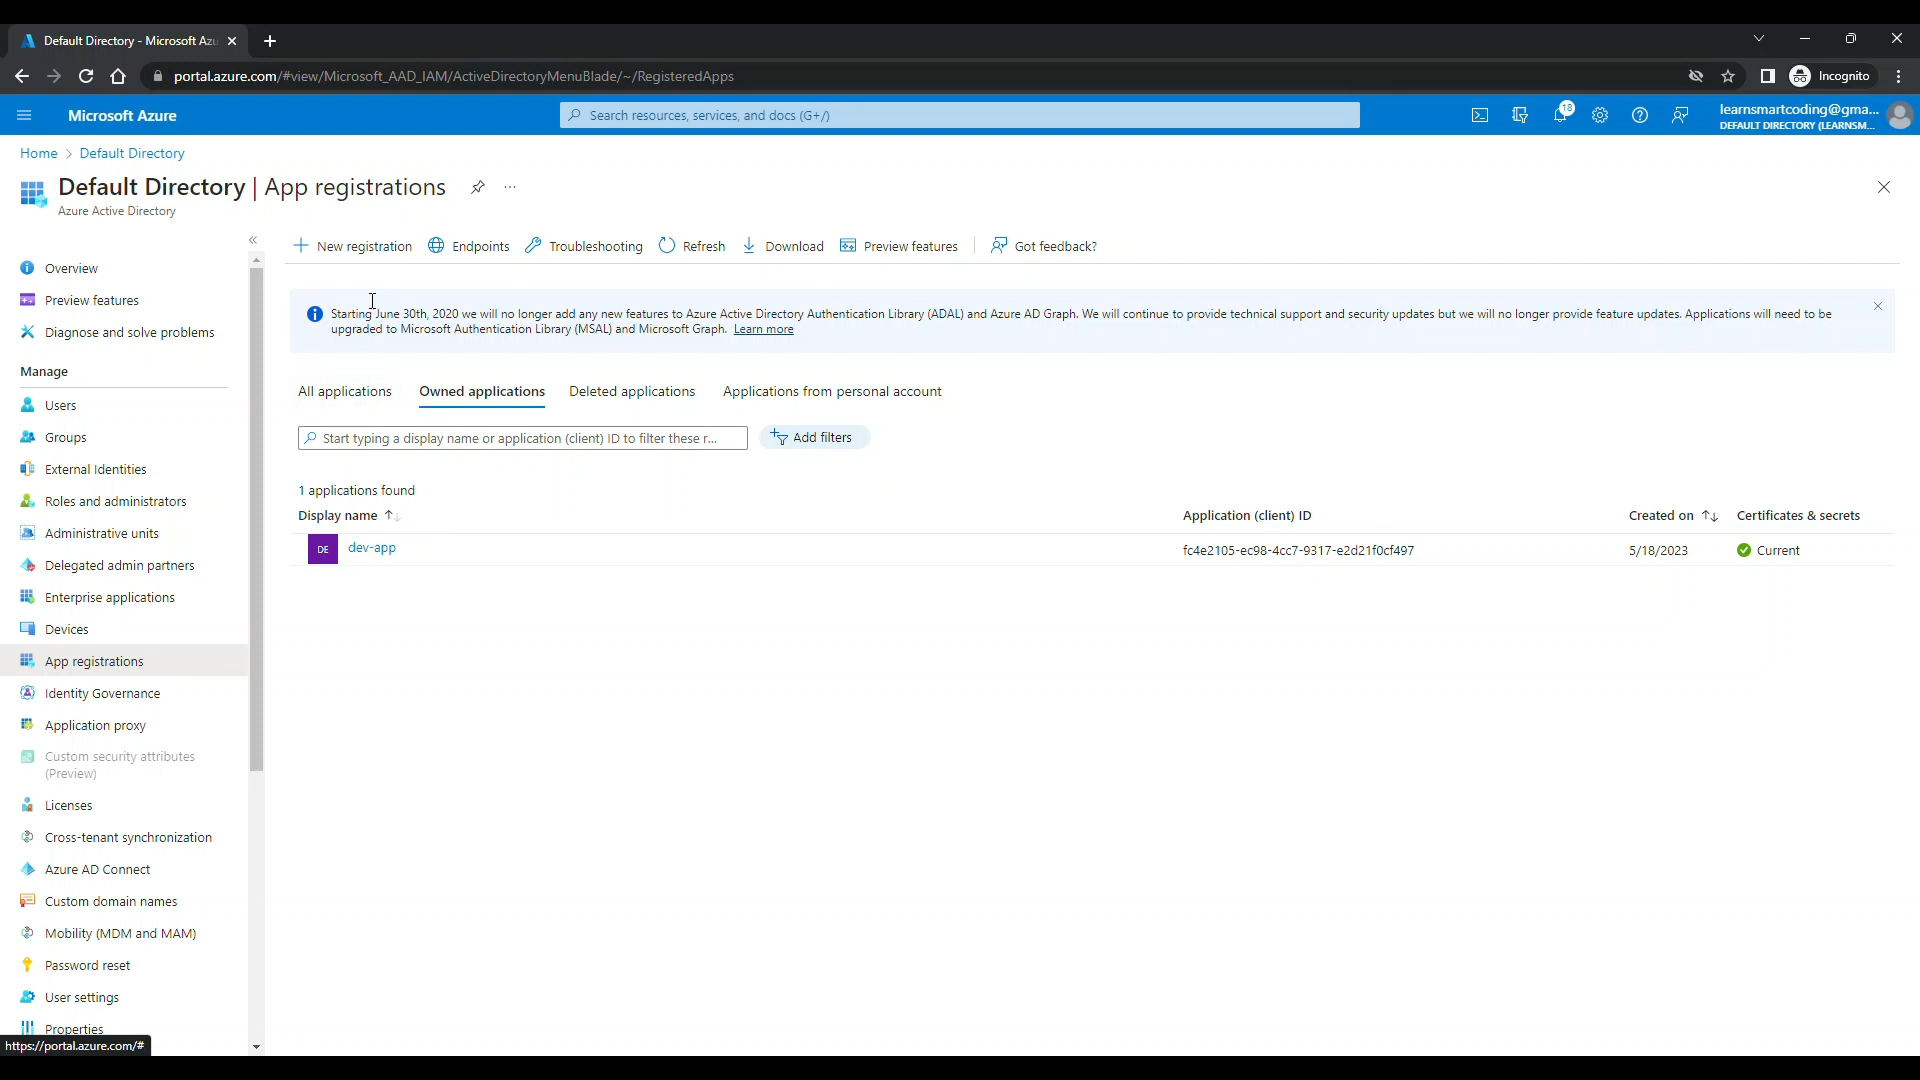 Default Directory - Microsoft Azu
portal.azure.com/#view/Microsoft_AAD_IAM/ActiveDirectoryMenuBlade/~/RegisteredApps
Incognito
Microsoft Azure
Search resources, services, and docs (G+/)
18
learnsmartcoding@gma...
DEFAULT DIRECTORY (LEARNSM...
Home > Default Directory
Default Directory | App registrations
Azure Active Directory
New registration
Endpoints
Troubleshooting
Refresh
Download
Preview features
Got feedback?
Overview
Preview features
Diagnose and solve problems
Manage
Users
Groups
External Identities
Roles and administrators
Administrative units
Delegated admin partners
Enterprise applications
Devices
App registrations
Identity Governance
Application proxy
Custom security attributes
(Preview)
Licenses
Cross-tenant synchronization
Azure AD Connect
Custom domain names
Mobility (MDM and MAM)
Password reset
User settings
Properties
https://portal.azure.com/#
Starting June 30th, 2020 we will no longer add any new features to Azure Active Directory Authentication Library (ADAL) and Azure AD Graph. We will continue to provide technical support and security updates but we will no longer provide feature updates. Applications will need to be
upgraded to Microsoft Authentication Library (MSAL) and Microsoft Graph. Learn more
All applications
Owned applications
Deleted applications
Applications from personal account
Start typing a display name or application (client) ID to filter these r...
Add filters
1 applications found
Display name
Application (client) ID
Created on
Certificates & secrets
DE
dev-app
fc4e2105-ec98-4cc7-9317-e2d21f0cf497
5/18/2023
Current